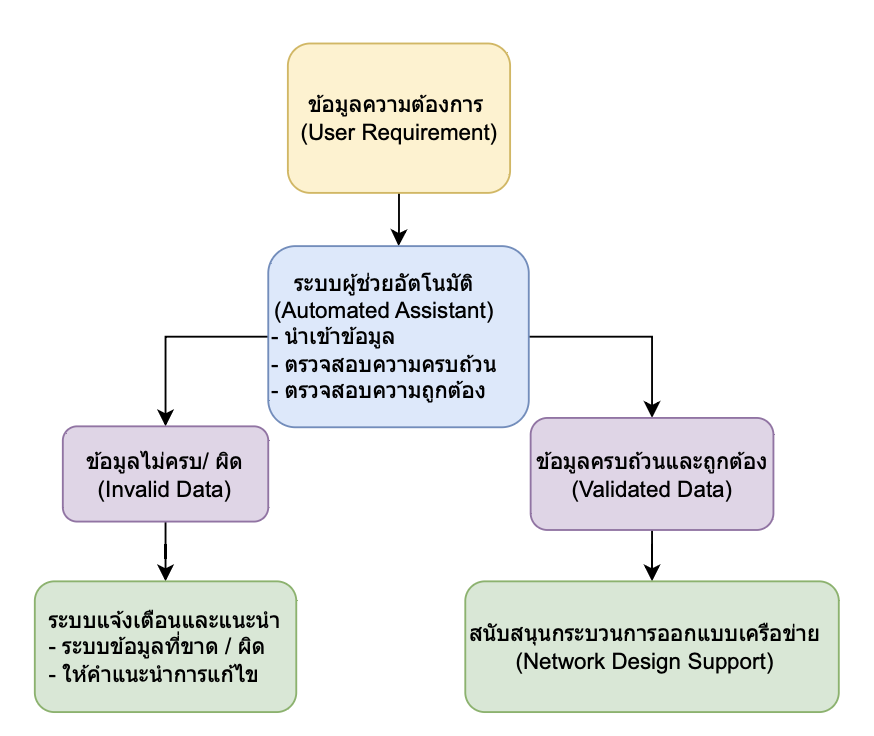 ข้อมูลความต้องการ
(User Requirement)
ระบบผู้ช่วยอัตโนมัติ
(Automated Assistant)
- นำเข้าข้อมูล
- ตรวจสอบความครบถ้วน
- ตรวจสอบความถูกต้อง
ข้อมูลไม่ครบ/ ผิด
(Invalid Data)
ข้อมูลครบถ้วนและถูกต้อง
(Validated Data)
ระบบแจ้งเตือนและแนะนำ
- ระบบข้อมูลที่ขาด / ผิด
- ให้คำแนะนำการแก้ไข
สนับสนุนกระบวนการออกแบบเครือข่าย
(Network Design Support)